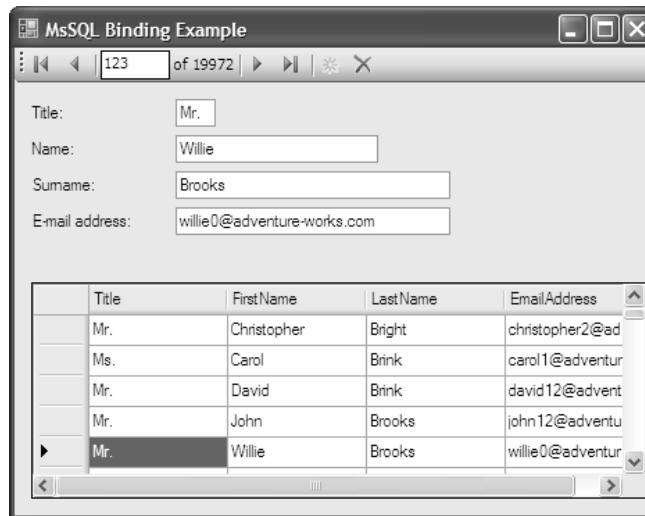 MsSQL Binding Example
123 of 19972
Title: Mr.
Name: Willie
Surname: Brooks
E-mail address: willie0@adventure-works.com
Title FirstName LastName EmailAddress
Mr. Christopher Bright christopher2@ad
Ms. Carol Brink carol1@adventur
Mr. David Brink david12@advent
Mr. John Brooks john12@adventu
Mr. Willie Brooks willie0@adventur